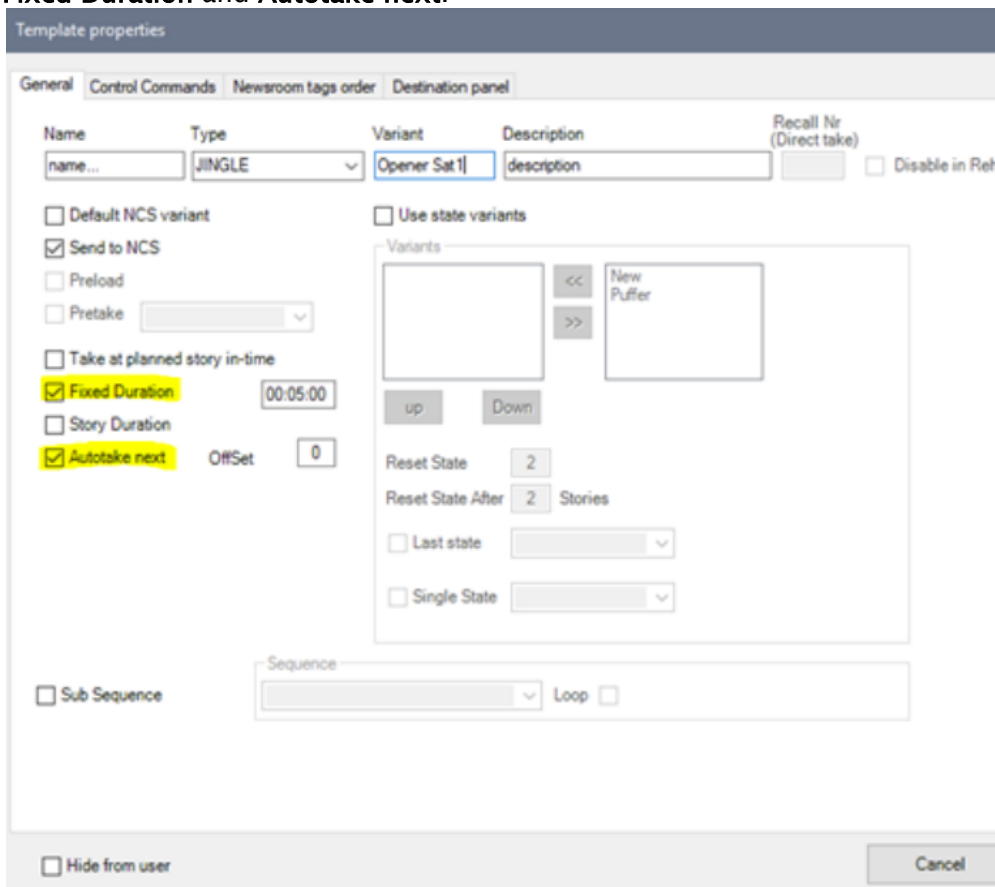 Fixed Duration and Autotake next.
Template properties
General Control Commands Newsroom tags order Destination panel
Name Type Variant Description Recall Nr (Direct take)
name... JINGLE Opener Sat1 description Disable in Reh
Default NCS variant Use state variants
Send to NCS Variants
Preload << New
Puffer
Pretake >>
Take at planned story in-time
Fixed Duration 00:05:00 up Down
Story Duration
Autotake next OffSet 0 Reset State 2
Reset State After 2 Stories
Last state
Single State
Sequence
Sub Sequence Loop
Hide from user Cancel